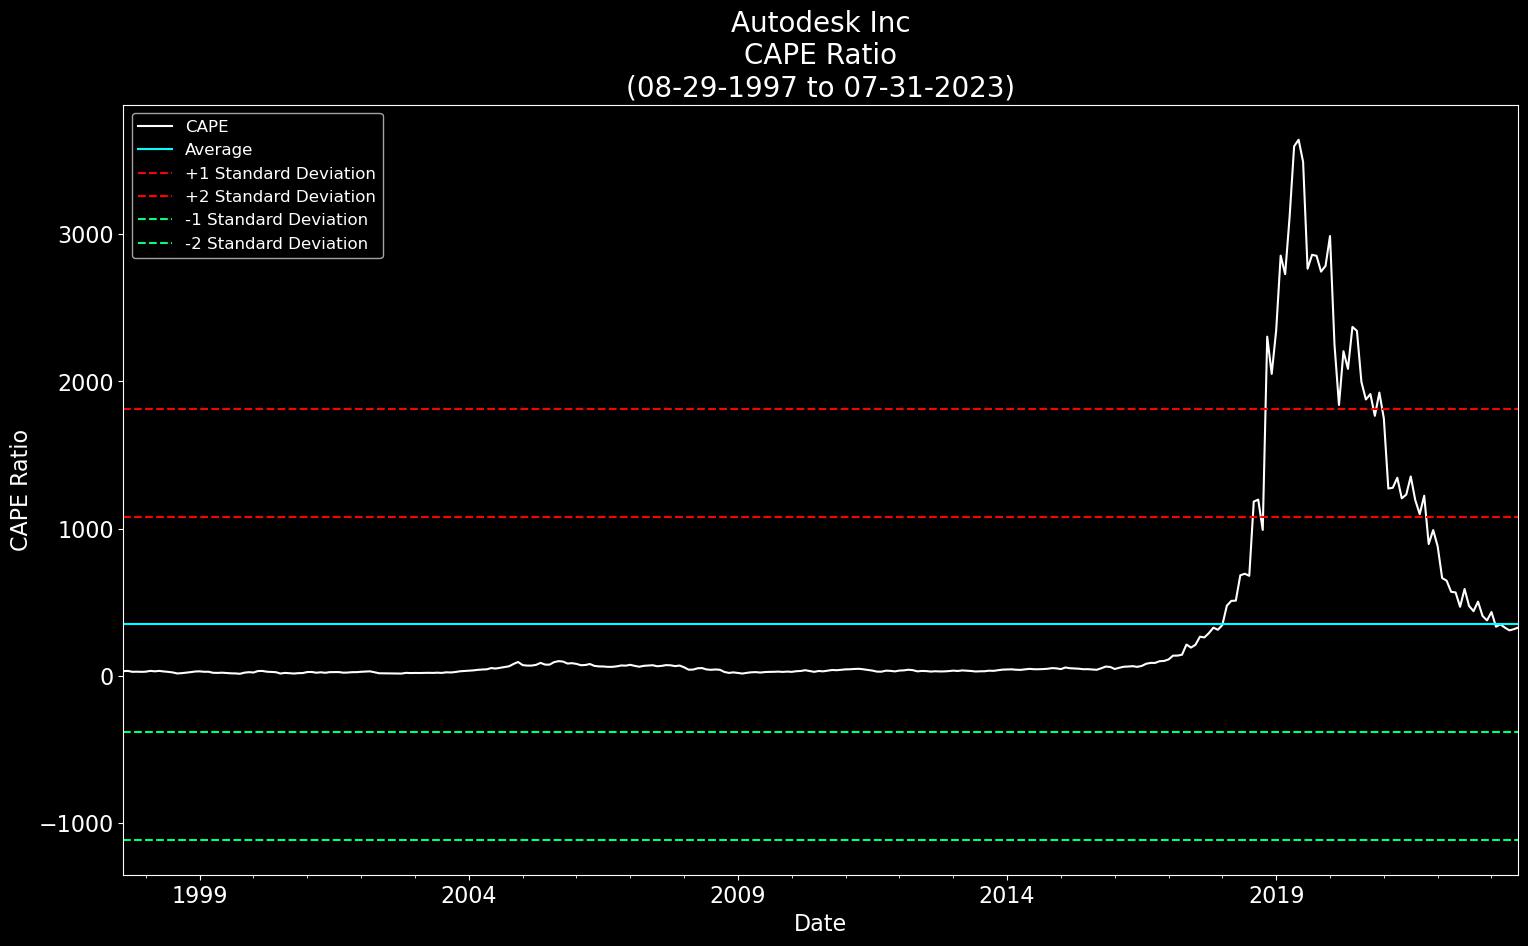 Autodesk Inc
CAPE Ratio
(08-29-1997 to 07-31-2023)
CAPE
Average
+1 Standard Deviation
+2 Standard Deviation
-1 Standard Deviation
-2 Standard Deviation
CAPE Ratio
3000
2000
1000
0
−1000
1999
2004
2009
2014
2019
Date